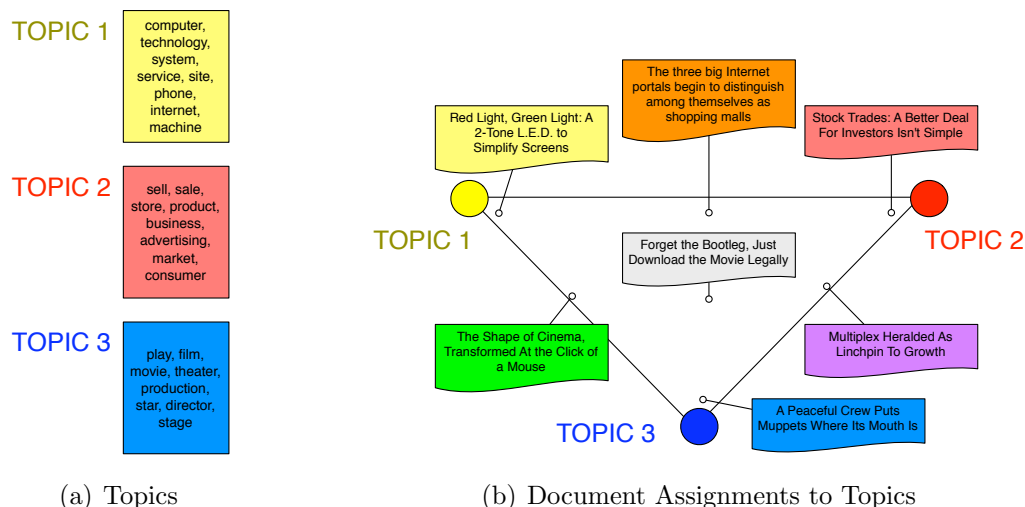 TOPIC 1
computer,
technology,
system,
service, site,
phone,
internet,
machine
TOPIC 2
sell, sale,
store, product,
business,
advertising,
market,
consumer
TOPIC 3
play, film,
movie, theater,
production,
star, director,
stage
(a) Topics
The three big Internet
portals begin to distinguish
among themselves as
shopping malls
Red Light, Green Light: A
2-Tone L.E.D. to
Simplify Screens
Stock Trades: A Better Deal
For Investors Isn't Simple
TOPIC 1
TOPIC 2
Forget the Bootleg, Just
Download the Movie Legally
The Shape of Cinema,
Transformed At the Click of
a Mouse
Multiplex Heralded As
Linchpin To Growth
TOPIC 3
A Peaceful Crew Puts
Muppets Where Its Mouth Is
(b) Document Assignments to Topics